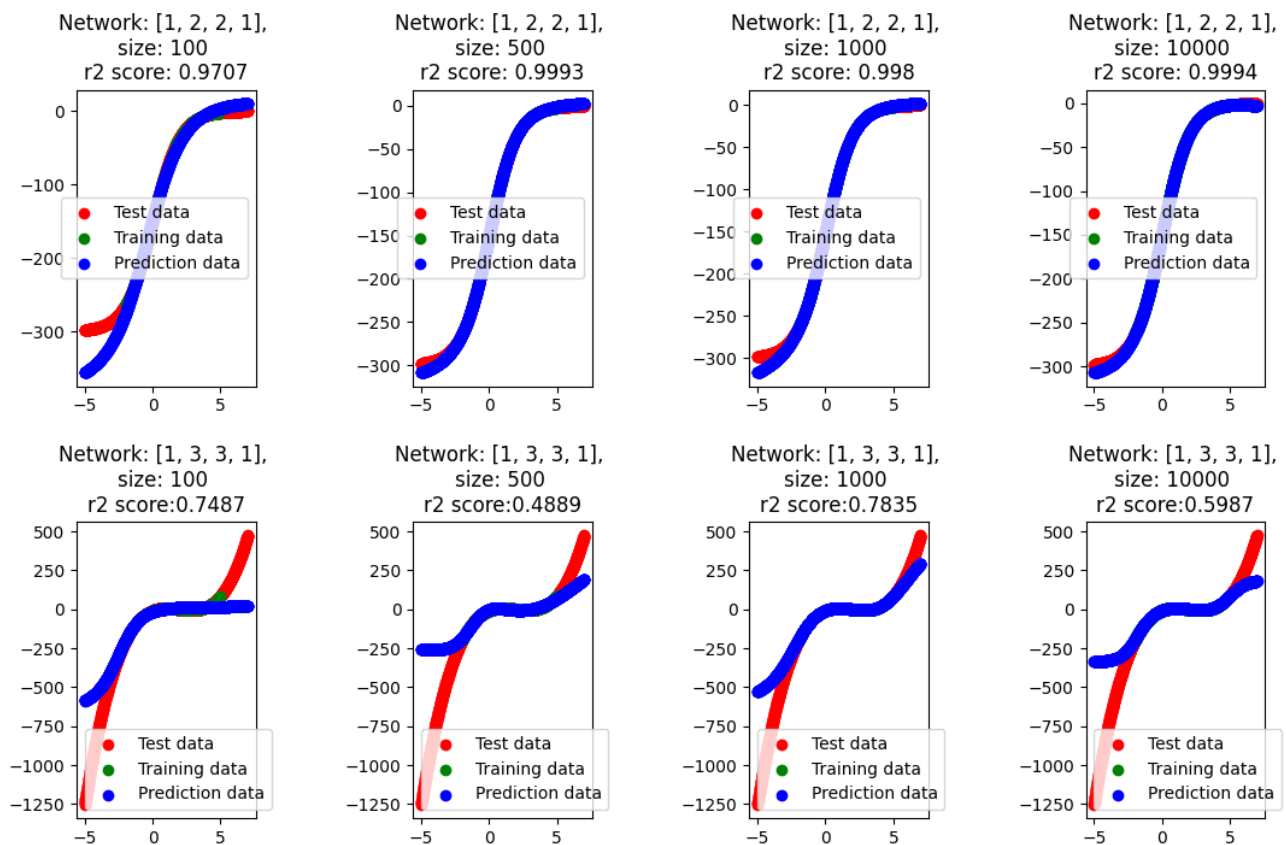 Network: [1, 2, 2, 1],
size: 100
r2 score: 0.9707
Network: [1, 2, 2, 1],
size: 500
r2 score: 0.9993
Network: [1, 2, 2, 1],
size: 1000
r2 score: 0.998
Network: [1, 2, 2, 1],
size: 10000
r2 score: 0.9994
0
−100
−200
−300
−5
0
5
Test data
Training data
Prediction data
0
−50
−100
−150
−200
−250
−300
−5
0
5
Test data
Training data
Prediction data
0
−50
−100
−150
−200
−250
−300
−5
0
5
Test data
Training data
Prediction data
0
−50
−100
−150
−200
−250
−300
−5
0
5
Test data
Training data
Prediction data
Network: [1, 3, 3, 1],
size: 100
r2 score:0.7487
Network: [1, 3, 3, 1],
size: 500
r2 score:0.4889
Network: [1, 3, 3, 1],
size: 1000
r2 score:0.7835
Network: [1, 3, 3, 1],
size: 10000
r2 score:0.5987
500
250
0
−250
−500
−750
−1000
−1250
−5
0
5
Test data
Training data
Prediction data
500
250
0
−250
−500
−750
−1000
−1250
−5
0
5
Test data
Training data
Prediction data
500
250
0
−250
−500
−750
−1000
−1250
−5
0
5
Test data
Training data
Prediction data
500
250
0
−250
−500
−750
−1000
−1250
−5
0
5
Test data
Training data
Prediction data